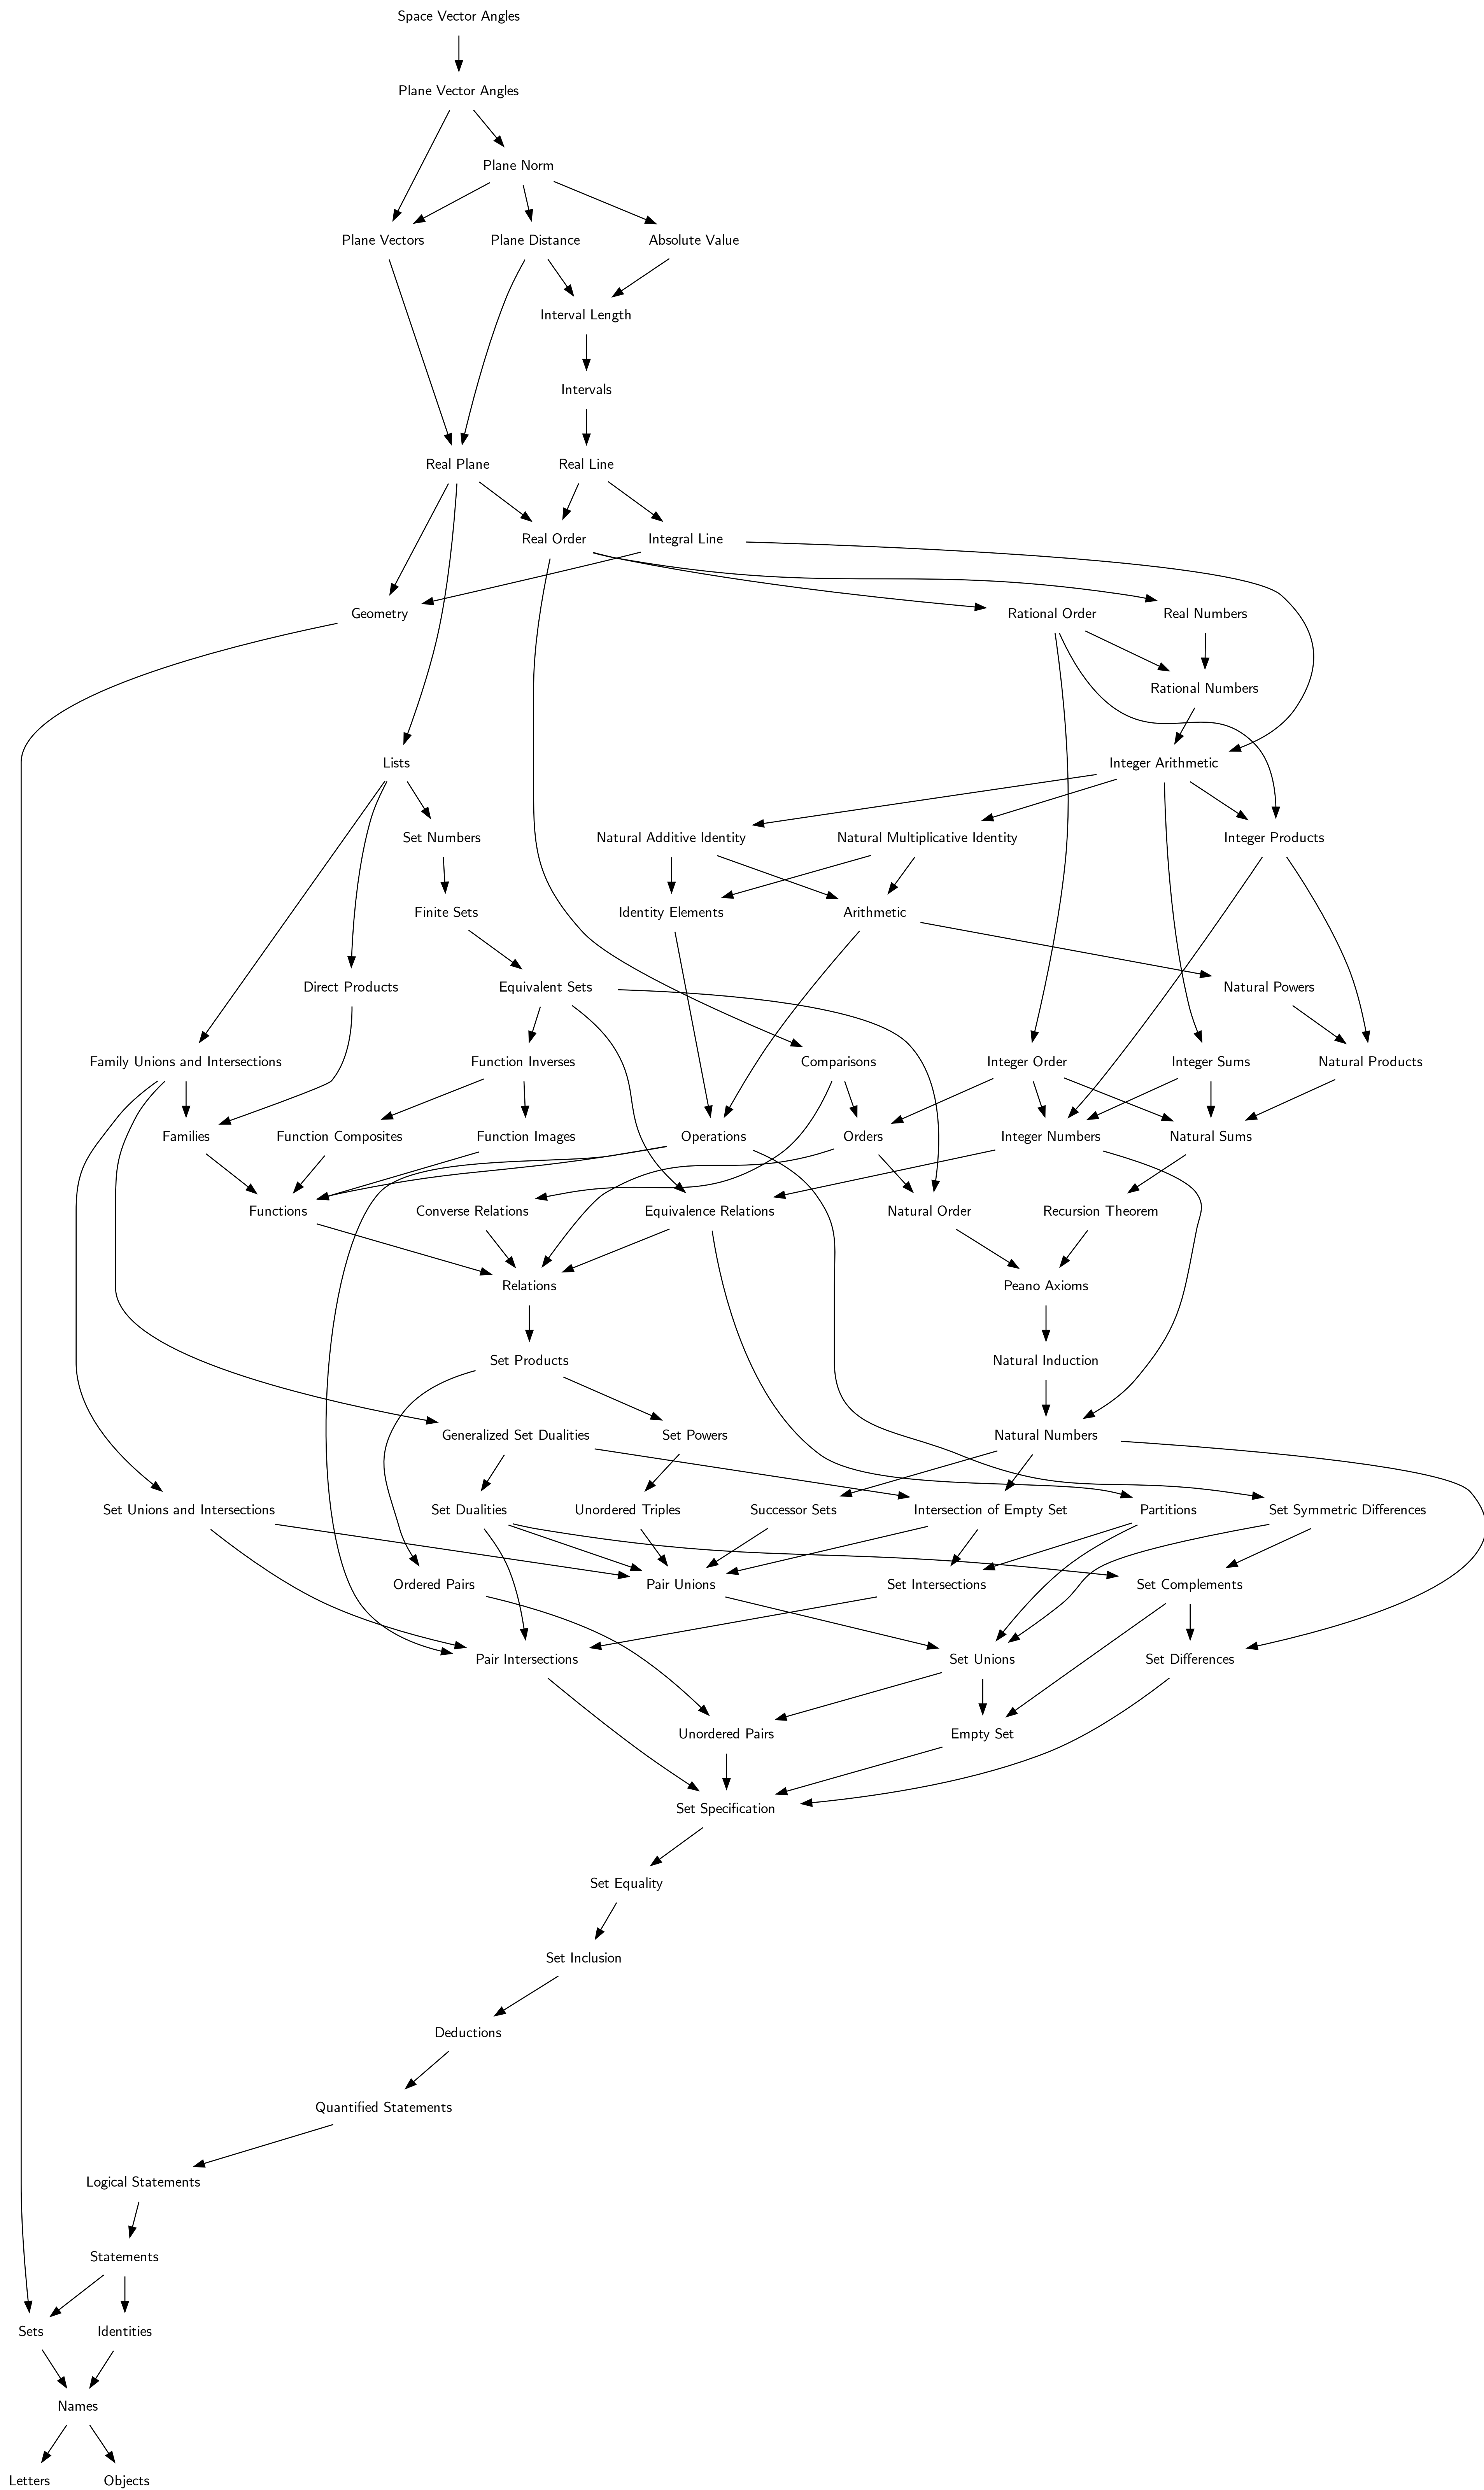 Space Vector Angles
Plane Vector Angles
Plane Norm
Plane Vectors
Plane Distance
Absolute Value
Interval Length
Intervals
Real Plane
Real Line
Real Order
Integral Line
Geometry
Rational Order
Real Numbers
Rational Numbers
Lists
Integer Arithmetic
Set Numbers
Natural Additive Identity
Natural Multiplicative Identity
Integer Products
Finite Sets
Identity Elements
Arithmetic
Direct Products
Equivalent Sets
Natural Powers
Family Unions and Intersections
Function Inverses
Comparisons
Integer Order
Integer Sums
Natural Products
Families
Function Composites
Function Images
Operations
Orders
Integer Numbers
Natural Sums
Functions
Converse Relations
Equivalence Relations
Natural Order
Recursion Theorem
Relations
Peano Axioms
Set Products
Natural Induction
Generalized Set Dualities
Set Powers
Natural Numbers
Set Unions and Intersections
Set Dualities
Unordered Triples
Successor Sets
Intersection of Empty Set
Partitions
Set Symmetric Differences
Ordered Pairs
Pair Unions
Set Intersections
Set Complements
Pair Intersections
Set Unions
Set Differences
Unordered Pairs
Empty Set
Set Specification
Set Equality
Set Inclusion
Deductions
Quantified Statements
Logical Statements
Statements
Sets
Identities
Names
Letters
Objects